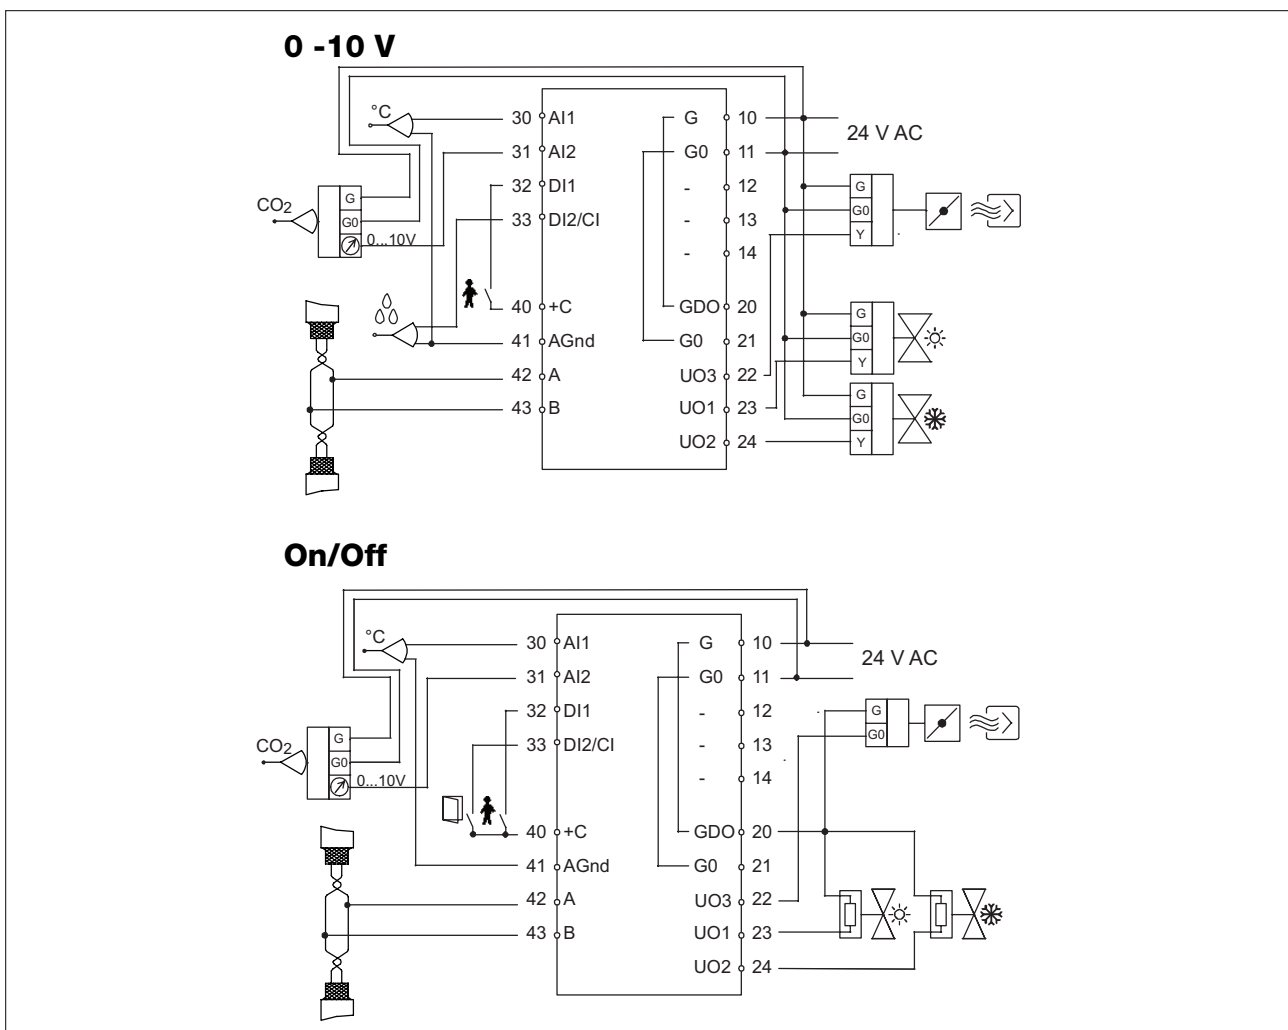 0 -10 V
°C
30 AI1 G 10
24 V AC
31 AI2 G0 11
32 DI1 - 12
G
G
CO2
33 DI2/CI - 13
G0
G0
0...10V
Y
- 14
40 +C GDO 20
G
41 AGnd G0 21
G0
Y
42 A UO3 22
G
43 B UO1 23
G0
UO2 24
Y
On/Off
°C
30 AI1 G 10
24 V AC
31 AI2 G0 11
32 DI1 - 12
G
G
CO2
33 DI2/CI - 13
G0
G0
0...10V
- 14
40 +C GDO 20
41 AGnd G0 21
42 A UO3 22
43 B UO1 23
UO2 24